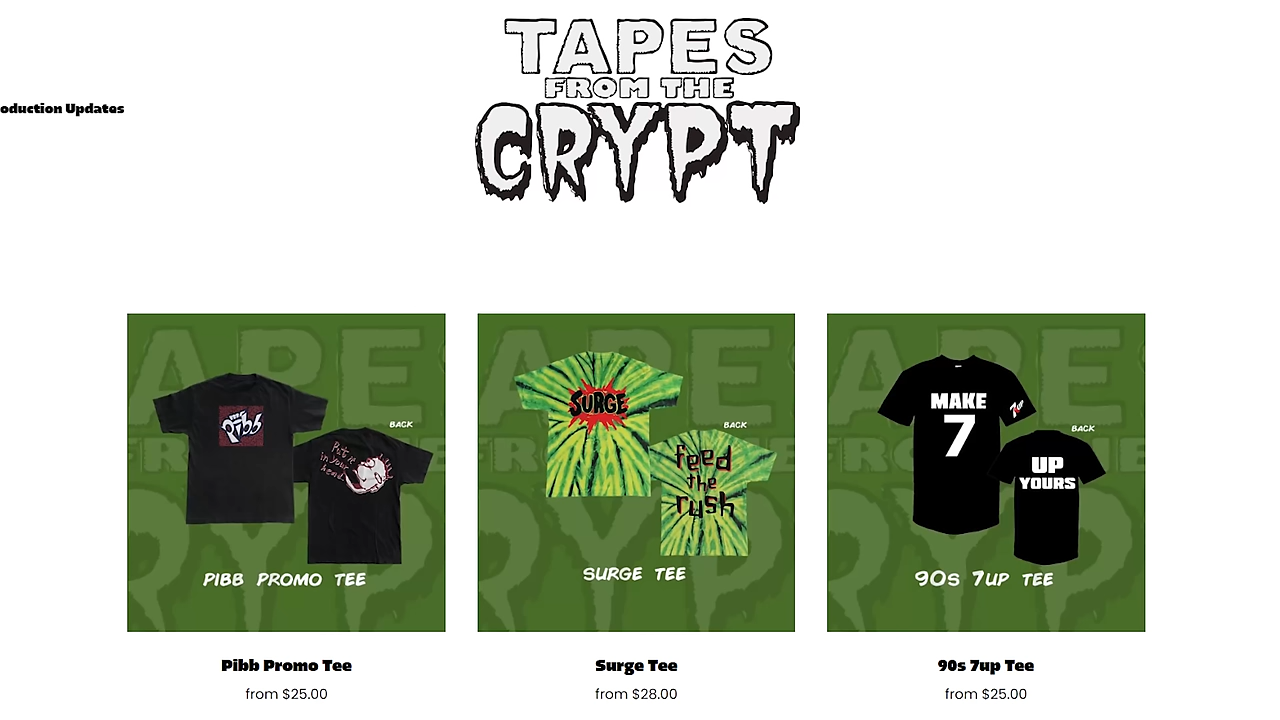 TAPES
FROM THE
CRYPT
oduction Updates
Pibb
Put it
in your
head
BACK
PIBB PROMO TEE
SURGE
BACK
feed
the
rush
SURGE TEE
MAKE
7
7up
BACK
UP
YOURS
90s 7UP TEE
Pibb Promo Tee
from $25.00
Surge Tee
from $28.00
90s 7up Tee
from $25.00